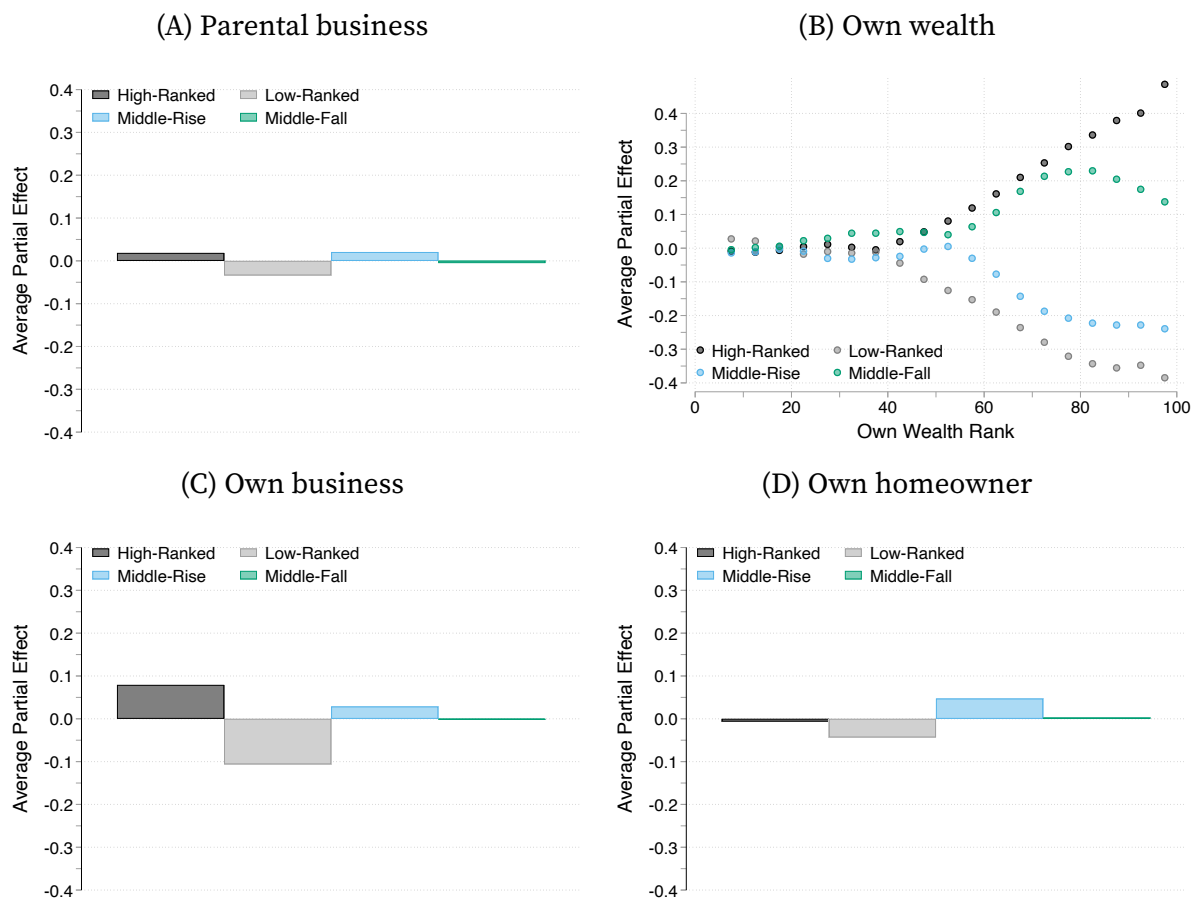 (A) Parental business
High-Ranked Low-Ranked
Middle-Rise Middle-Fall
Average Partial Effect
0.4
0.3
0.2
0.1
0.0
-0.1
-0.2
-0.3
-0.4
(B) Own wealth
Average Partial Effect
0.4
0.3
0.2
0.1
0.0
-0.1
-0.2
-0.3
-0.4
High-Ranked Low-Ranked
Middle-Rise Middle-Fall
0 20 40 60 80 100
Own Wealth Rank
(C) Own business
High-Ranked Low-Ranked
Middle-Rise Middle-Fall
Average Partial Effect
0.4
0.3
0.2
0.1
0.0
-0.1
-0.2
-0.3
-0.4
(D) Own homeowner
High-Ranked Low-Ranked
Middle-Rise Middle-Fall
Average Partial Effect
0.4
0.3
0.2
0.1
0.0
-0.1
-0.2
-0.3
-0.4